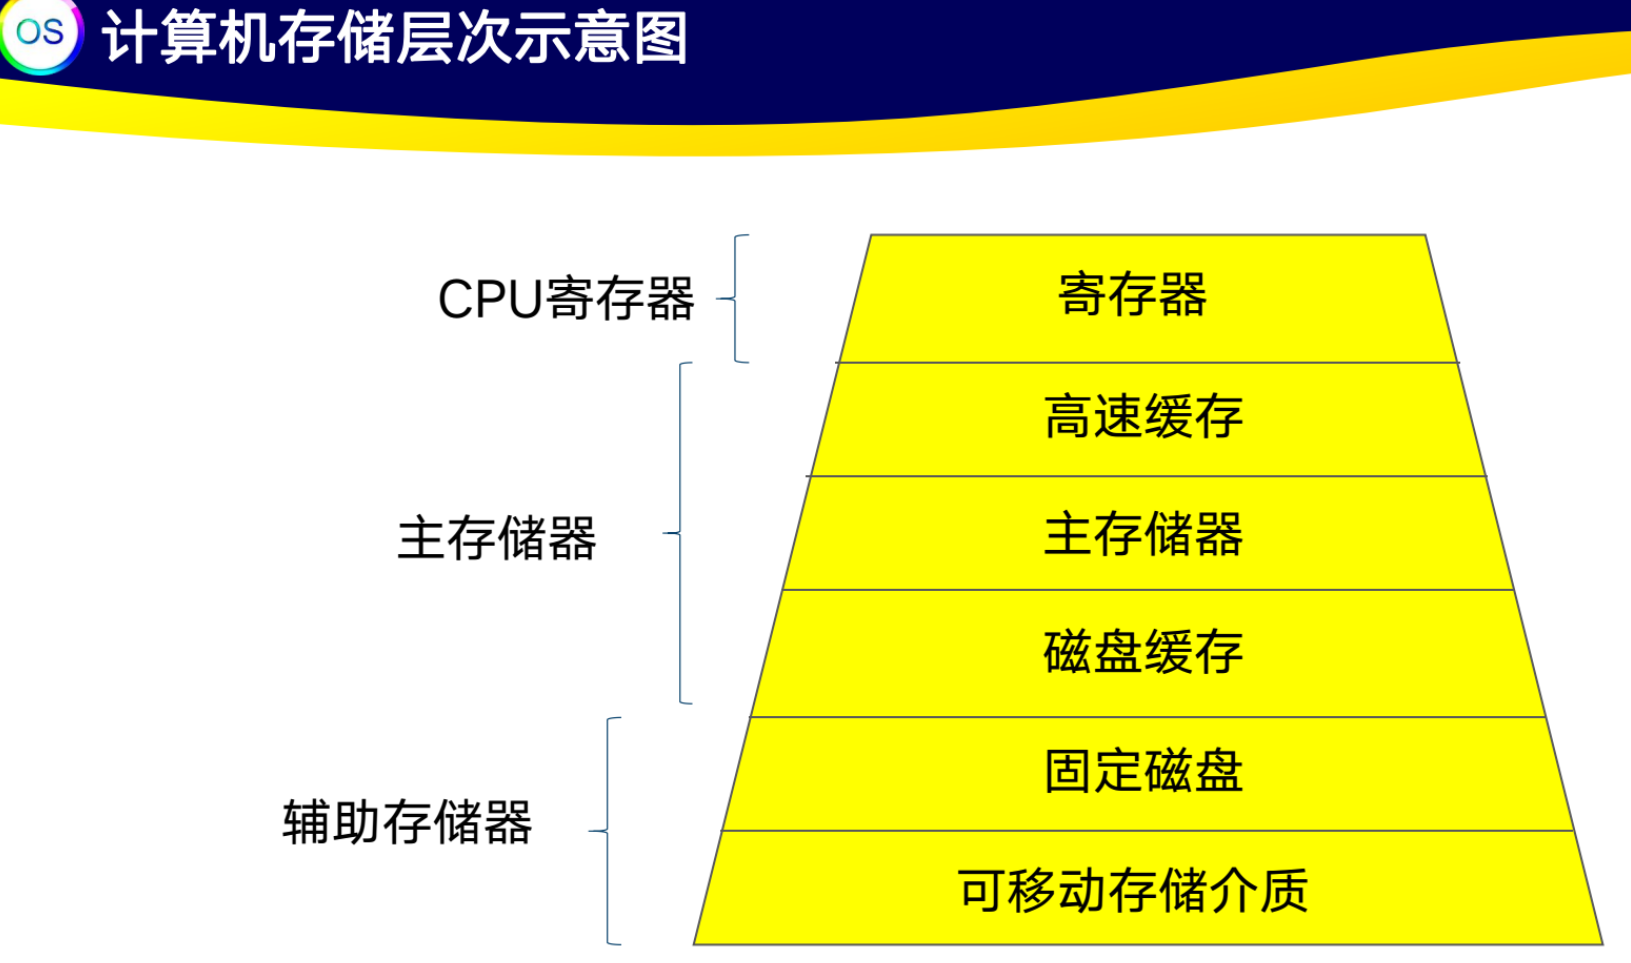 OS 计算机存储层次示意图
CPU寄存器
寄存器
高速缓存
主存储器
主存储器
磁盘缓存
固定磁盘
辅助存储器
可移动存储介质